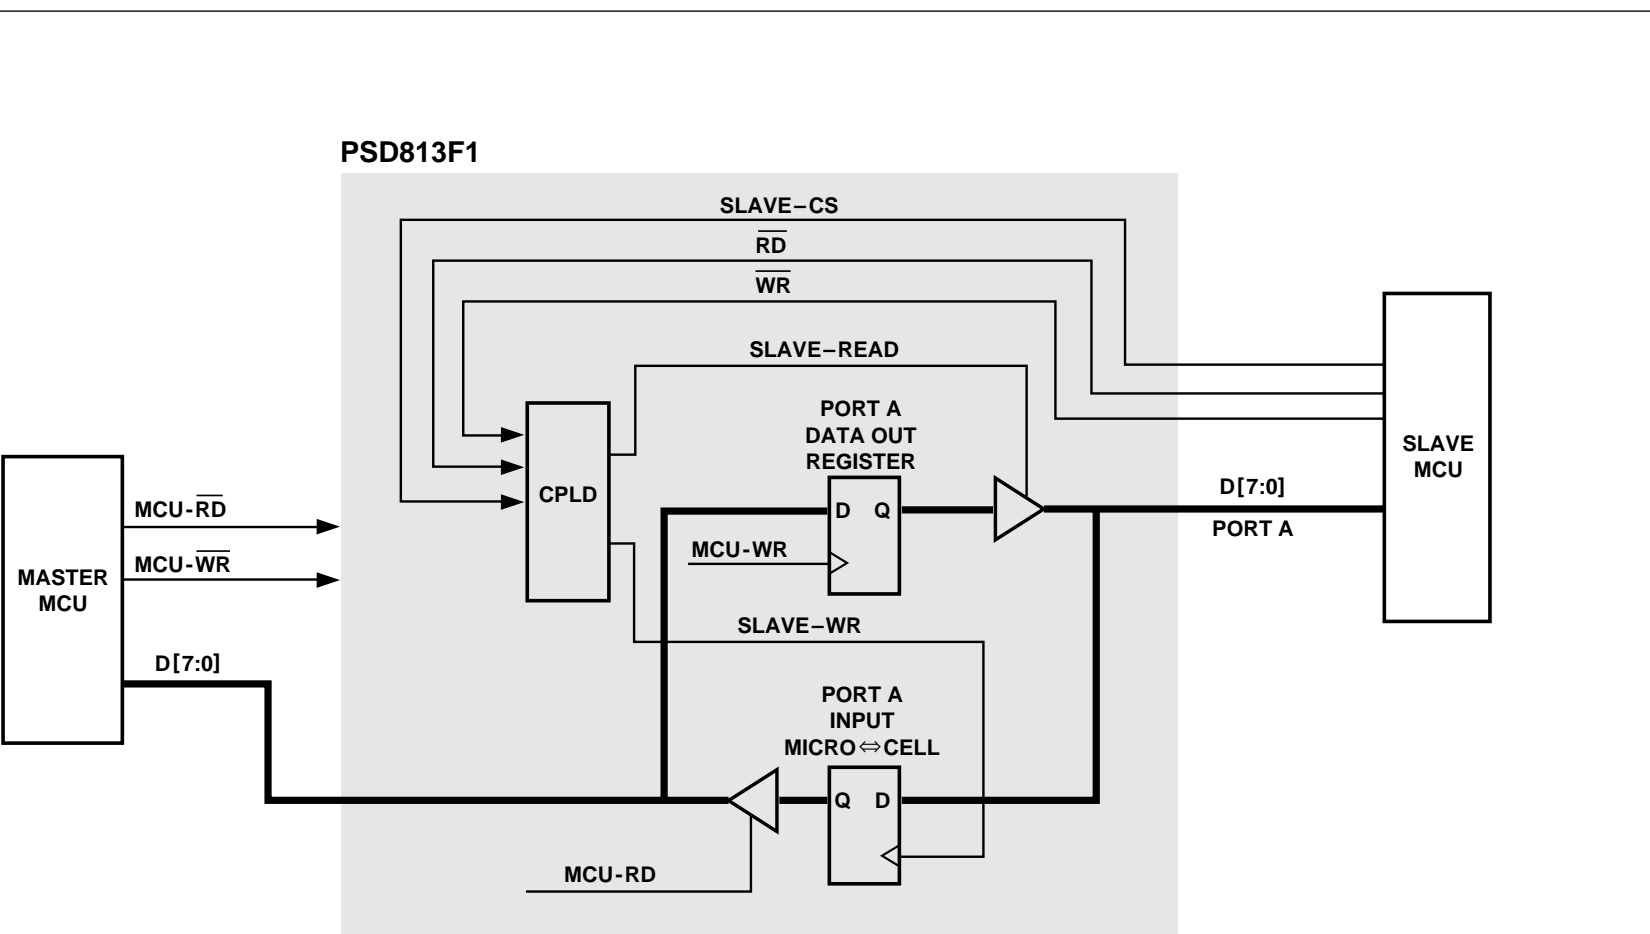 PSD813F1
SLAVE–CS
RD
WR
SLAVE–READ
PORT A
DATA OUT
REGISTER
SLAVE
MCU
CPLD
D[7:0]
MCU-RD
D Q
PORT A
MCU-WR
MCU-WR
MASTER
MCU
SLAVE–WR
D[7:0]
PORT A
INPUT
MICRO⇔CELL
Q D
MCU-RD